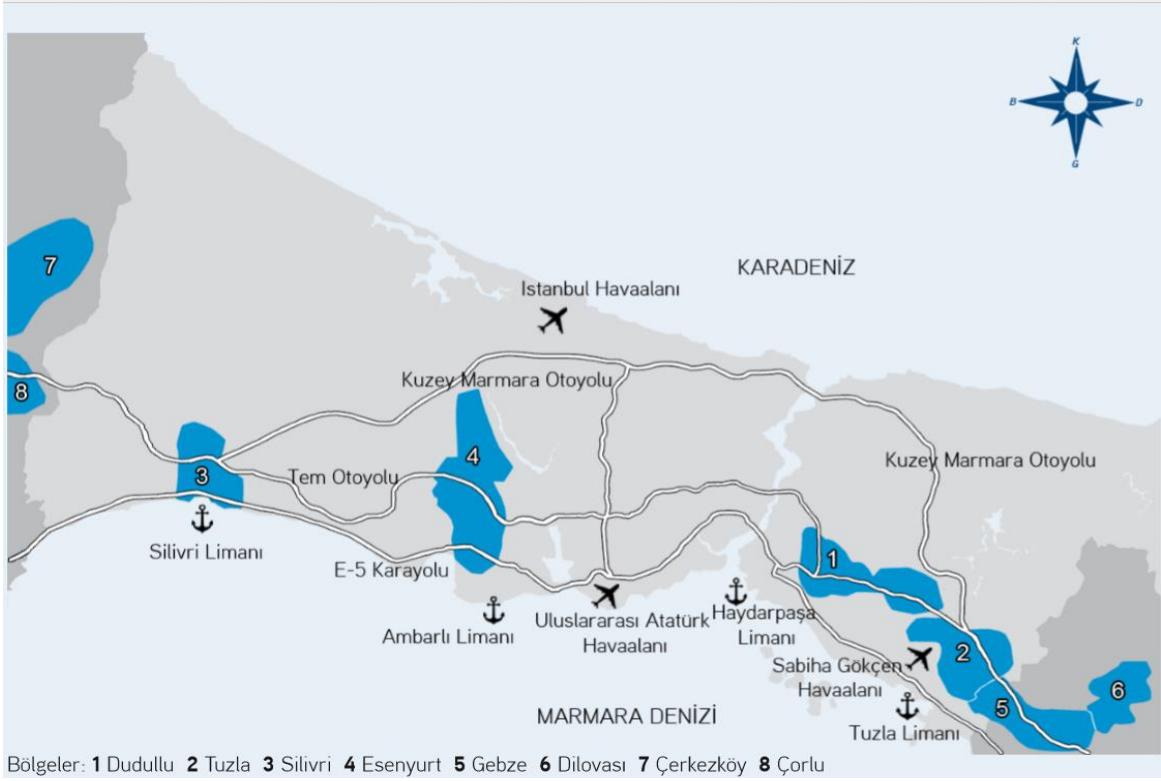 K
B
D
G
7
KARADENİZ
Istanbul Havaalanı
8
Kuzey Marmara Otoyolu
4
Kuzey Marmara Otoyolu
3
Tem Otoyolu
Silivri Limanı
E-5 Karayolu
1
Ambarlı Limanı
Uluslararası Atatürk
Havaalanı
Haydarpaşa
Limanı
2
Sabiha Gökçen
Havaalanı
6
5
MARMARA DENİZİ
Tuzla Limanı
Bölgeler: 1 Dudullu 2 Tuzla 3 Silivri 4 Esenyurt 5 Gebze 6 Dilovası 7 Çerkezköy 8 Çorlu